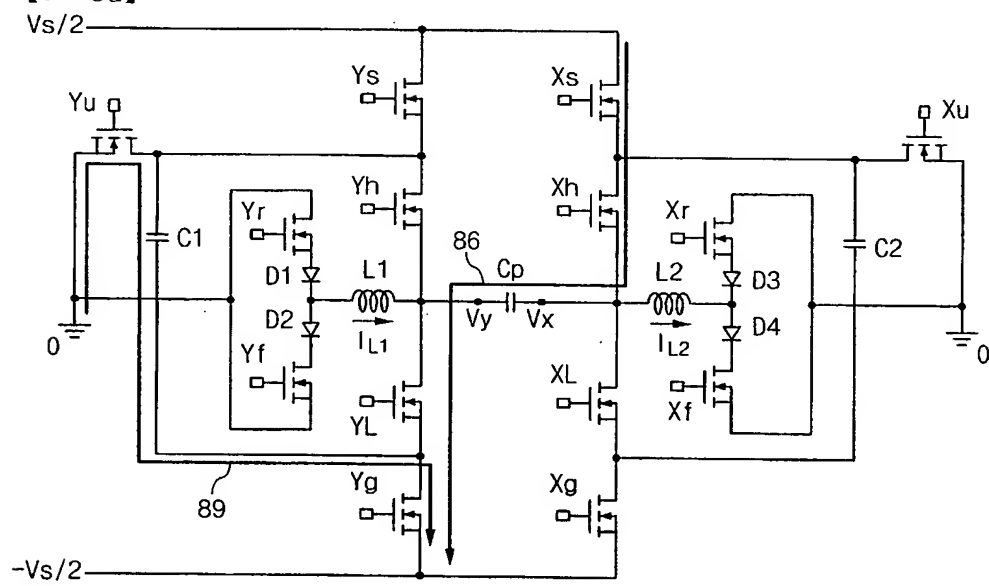 Vs/2
Ys
Xs
Yu
Xu
Yh
Xh
Yr
Xr
C1
C2
D1
L1
86
Cp
L2
D3
D2
Vy
Vx
D4
0
IL1
IL2
0
Yf
YL
XL
Xf
89
Yg
Xg
-Vs/2